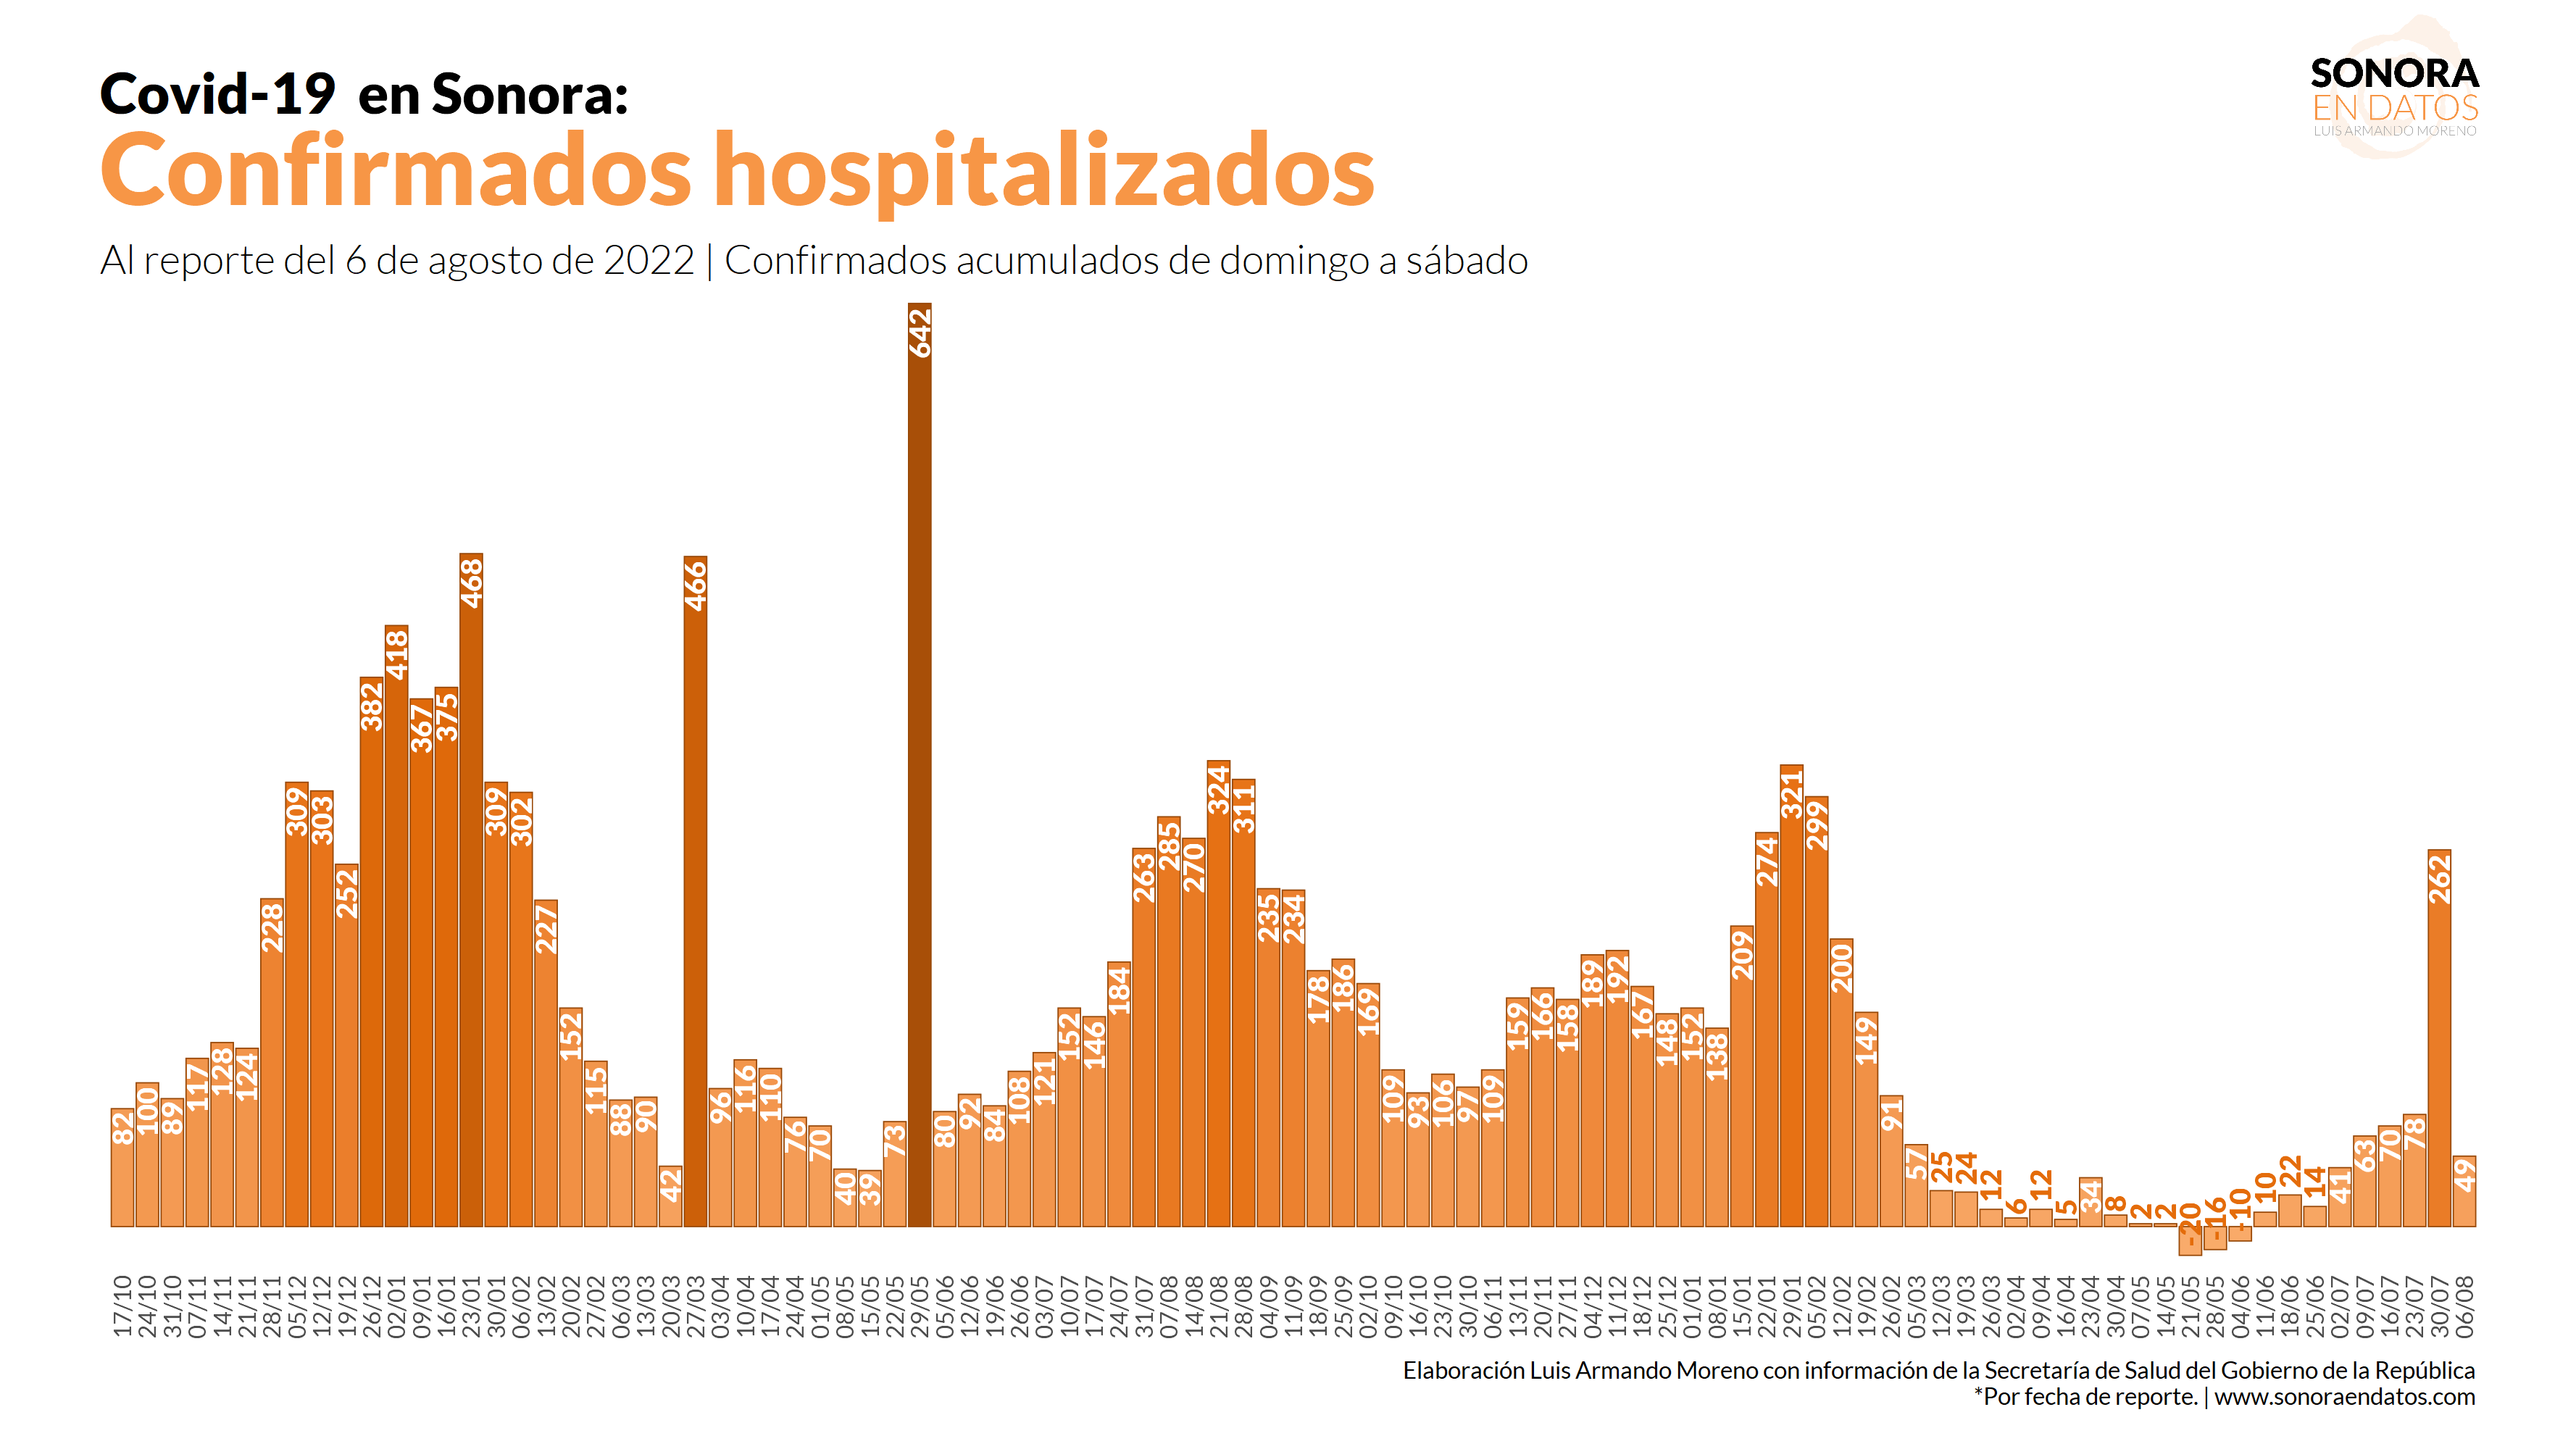 Covid-19 en Sonora:
Confirmados hospitalizados
Al reporte del 6 de agosto de 2022 | Confirmados acumulados de domingo a sábado
SONORA
EN DATOS
LUIS ARMANDO MORENO
82 100 89 117 128 124 228 309 303 252 382 418 367 375 468 309 302 227 152 115 88 90 42 466 96 116 110 76 70 40 39 73 642 80 92 84 108 121 152 146 184 263 285 270 324 311 235 234 178 186 169 109 93 106 97 109 159 166 158 189 192 167 148 152 138 209 274 321 299 200 149 91 57 25 24 12 6 12 5 34 8 2 2 -20 -16 -10 10 22 14 41 63 70 78 262 49
17/10 24/10 31/10 07/11 14/11 21/11 28/11 05/12 12/12 19/12 26/12 02/01 09/01 16/01 23/01 30/01 06/02 13/02 20/02 27/02 06/03 13/03 20/03 27/03 03/04 10/04 17/04 24/04 01/05 08/05 15/05 22/05 29/05 05/06 12/06 19/06 26/06 03/07 10/07 17/07 24/07 31/07 07/08 14/08 21/08 28/08 04/09 11/09 18/09 25/09 02/10 09/10 16/10 23/10 30/10 06/11 13/11 20/11 27/11 04/12 11/12 18/12 25/12 01/01 08/01 15/01 22/01 29/01 05/02 12/02 19/02 26/02 05/03 12/03 19/03 26/03 02/04 09/04 16/04 23/04 30/04 07/05 14/05 21/05 28/05 04/06 11/06 18/06 25/06 02/07 09/07 16/07 23/07 30/07 06/08
Elaboración Luis Armando Moreno con información de la Secretaría de Salud del Gobierno de la República
*Por fecha de reporte. | www.sonoraendatos.com